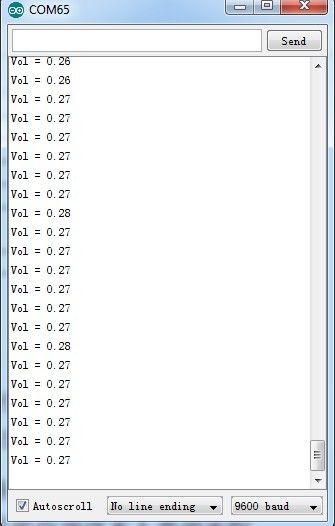 COM65
Send
Vol = 0.26
Vol = 0.26
Vol = 0.27
Vol = 0.27
Vol = 0.27
Vol = 0.27
Vol = 0.27
Vol = 0.27
Vol = 0.28
Vol = 0.27
Vol = 0.27
Vol = 0.27
Vol = 0.27
Vol = 0.27
Vol = 0.27
Vol = 0.28
Vol = 0.27
Vol = 0.27
Vol = 0.27
Vol = 0.27
Vol = 0.27
Vol = 0.27
Autoscroll No line ending 9600 baud